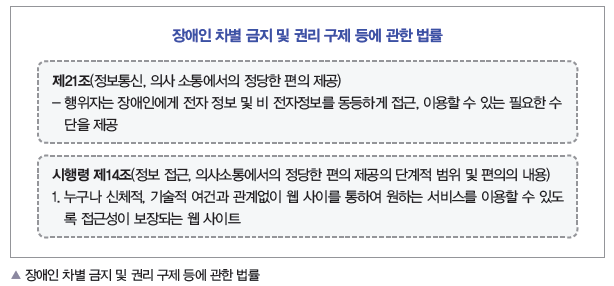 장애인 차별 금지 및 권리 구제 등에 관한 법률
제21조(정보통신, 의사 소통에서의 정당한 편의 제공)
– 행위자는 장애인에게 전자 정보 및 비 전자정보를 동등하게 접근, 이용할 수 있는 필요한 수
단을 제공
시행령 제14조(정보 접근, 의사소통에서의 정당한 편의 제공의 단계적 범위 및 편의의 내용)
1. 누구나 신체적, 기술적 여건과 관계없이 웹 사이를 통하여 원하는 서비스를 이용할 수 있도
록 접근성이 보장되는 웹 사이트
▲ 장애인 차별 금지 및 권리 구제 등에 관한 법률